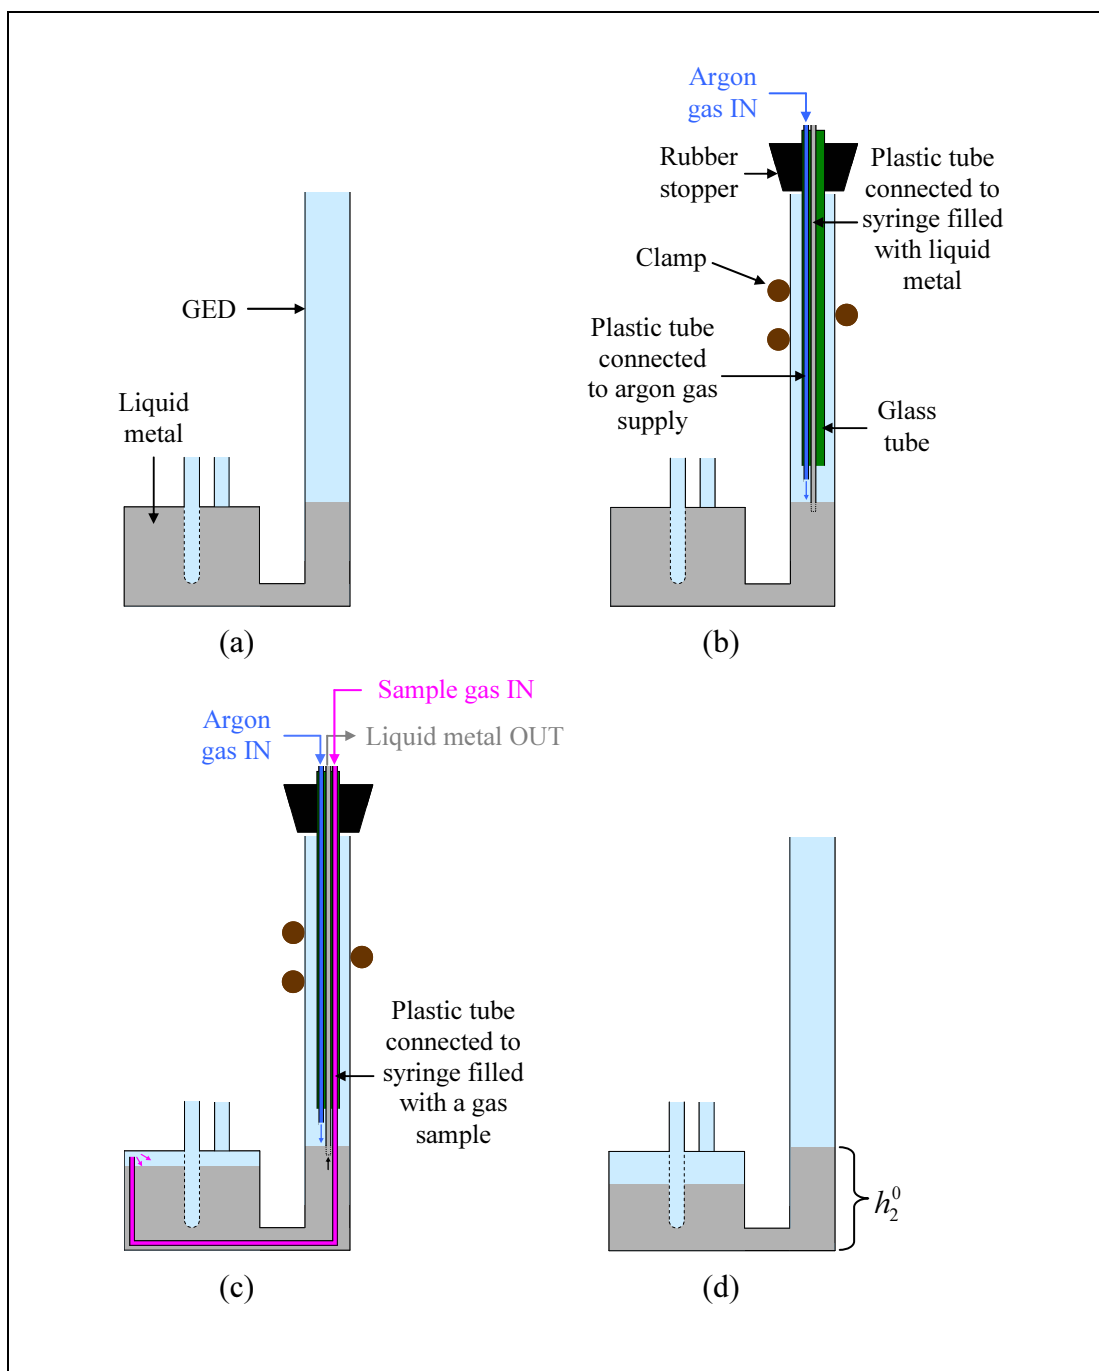 GED
Liquid
metal
(a)
Argon
gas IN
Rubber
stopper
Plastic tube
connected to
syringe filled
with liquid
metal
Clamp
Plastic tube
connected
to argon gas
supply
Glass
tube
(b)
Sample gas IN
Argon
gas IN
Liquid metal OUT
Plastic tube
connected to
syringe filled
with a gas
sample
(c)
h₂⁰
(d)